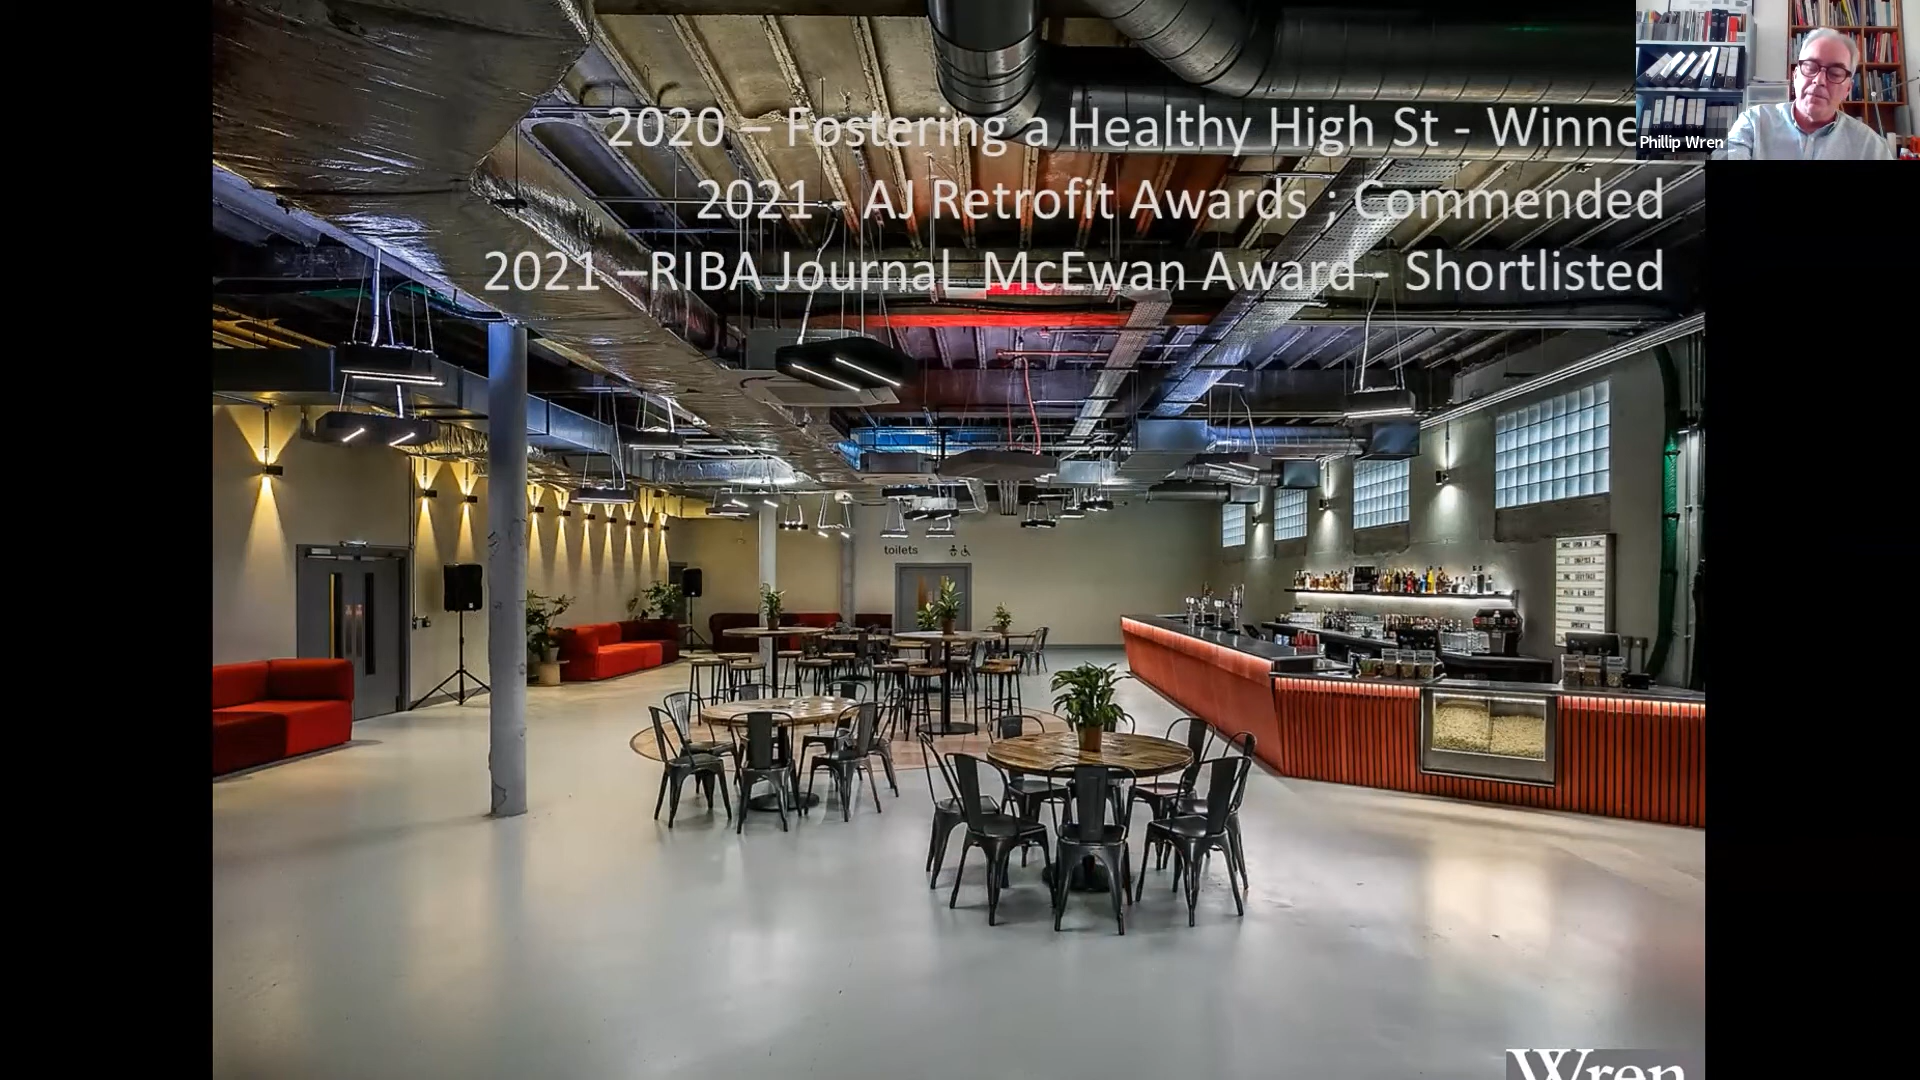 2020 – Fostering a Healthy High St - Winne
Phillip Wren
2021 - AJ Retrofit Awards ; Commended
2021 –RIBA Journal McEwan Award - Shortlisted
toilets
Wren